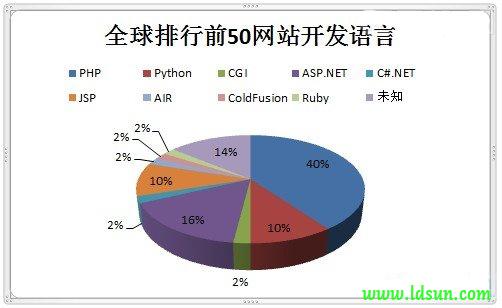 全球排行前50网站开发语言
PHP Python CGI ASP.NET C#.NET
JSP AIR ColdFusion Ruby 未知
2%
2%
14%
40%
2%
10%
10%
16%
2%
2%
www.ldsun.com